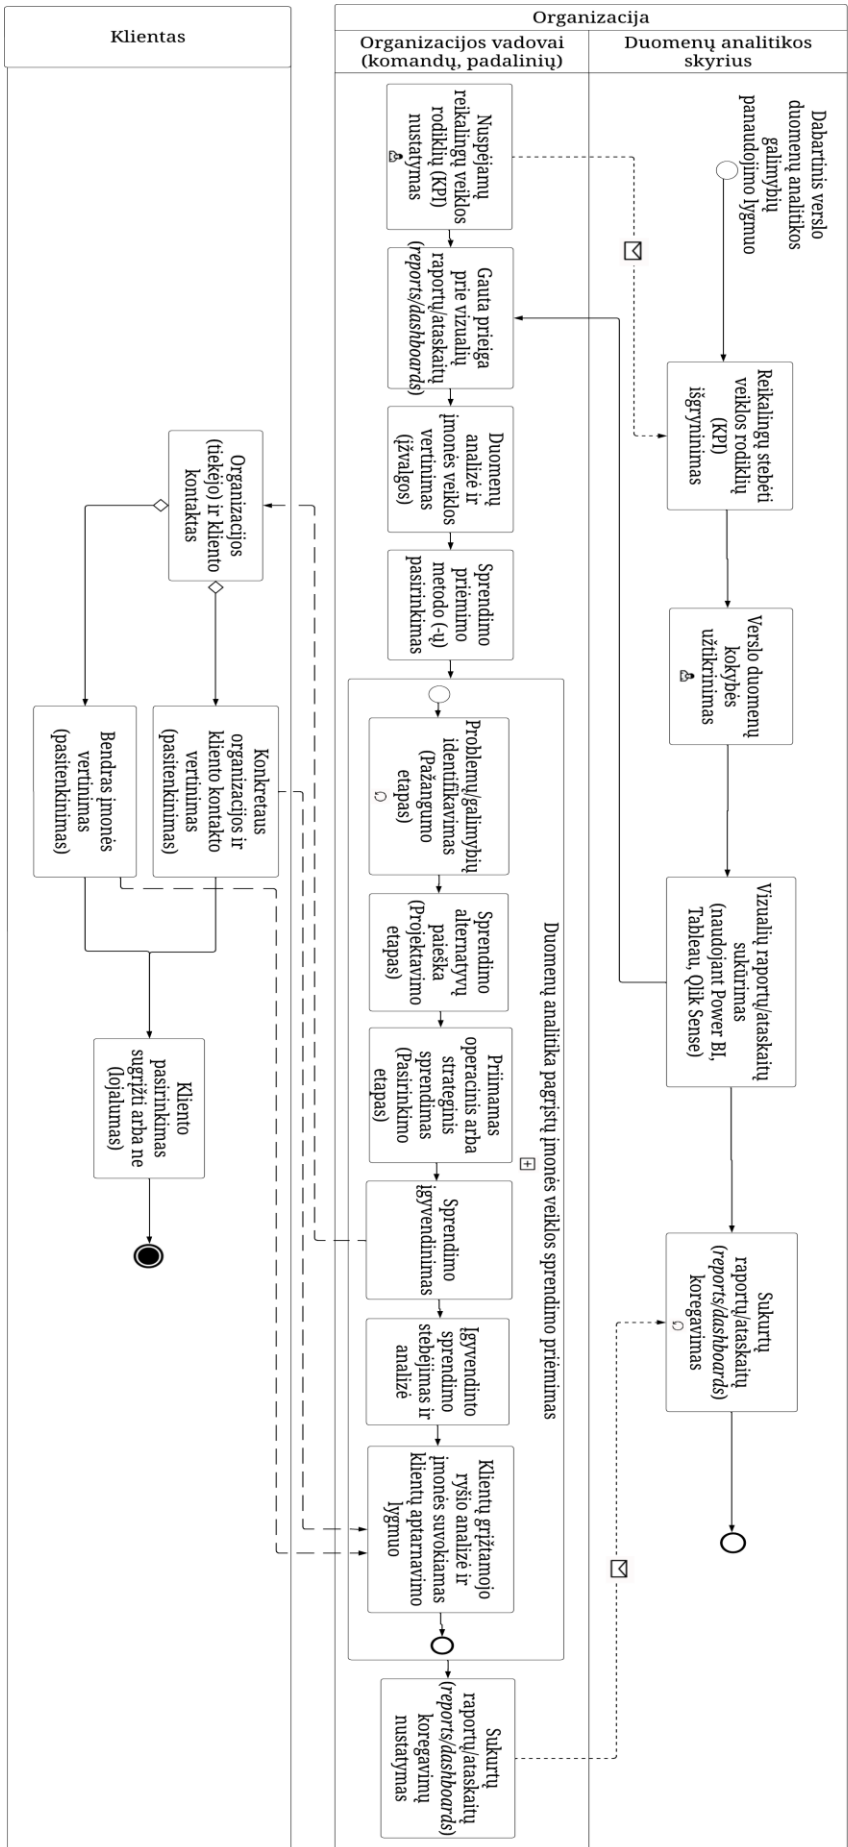 Klientas
Organizacija
Organizacijos vadovai
(komandų, padalinių)
Duomenų analitikos
skyrius
Dabartinis verslo
duomenų analitikos
galimybių
panaudojimo lygmuo
Reikalingų stebėti
veiklos rodiklių
(KPI)
išgryninimas
Verslo duomenų
kokybės
užtikrinimas
Vizualių raportų/ataskaitų
sukūrimas
(naudojant Power BI,
Tableau, Qlik Sense)
Sukurtų
raportų/ataskaitų
(reports/dashboards)
koregavimas
Nuspėjamų
reikalingų veiklos
rodiklių (KPI)
nustatymas
Gauta prieiga
prie vizualių
raportų/ataskaitų
(reports/dashboards)
Duomenų
analizė ir
įmonės veiklos
vertinimas
(įžvalgos)
Sprendimo
priėmimo
metodo (-ų)
pasirinkimas
Duomenų analitika pagrįstų įmonės veiklos sprendimo priėmimas
Problemų/galimybių
identifikavimas
(Pažangumo
etapas)
Sprendimo
alternatyvų
paieška
(Projektavimo
etapas)
Priimamas
operacinis arba
strateginis
sprendimas
(Pasirinkimo
etapas)
Sprendimo
įgyvendinimas
Įgyvendinto
sprendimo
stebėjimas ir
analizė
Klientų grįžtamojo
ryšio analizė ir
įmonės suvokiamas
klientų aptarnavimo
lygmuo
Sukurtų
raportų/ataskaitų
(reports/dashboards)
koregavimų
nustatymas
Organizacijos
(tiekėjo) ir kliento
kontaktas
Konkretaus
organizacijos ir
kliento kontakto
vertinimas
(pasitenkinimas)
Bendras įmonės
vertinimas
(pasitenkinimas)
Kliento
pasirinkimas
sugrįžti arba ne
(lojalumas)